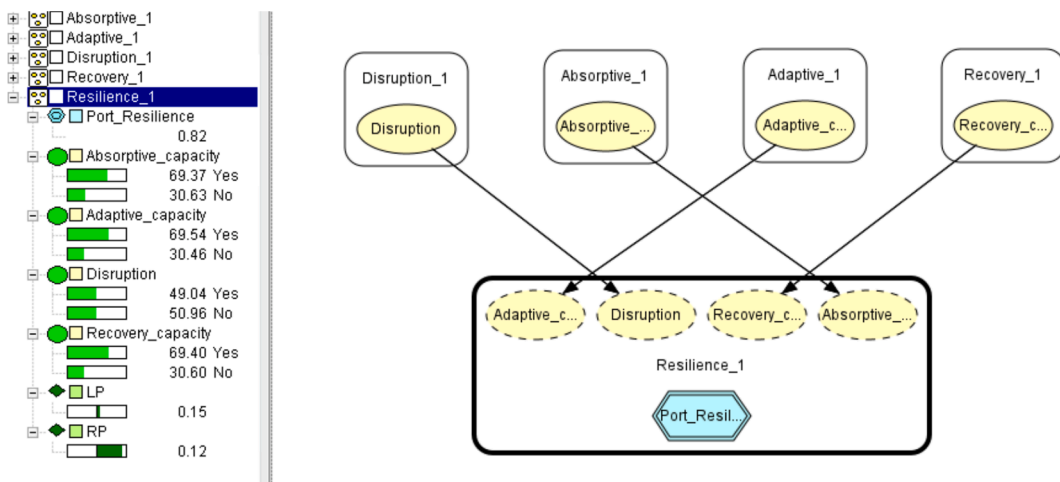 Absorptive_1
Adaptive_1
Disruption_1
Recovery_1
Resilience_1
Port_Resilience
0.82
Absorptive_capacity
69.37 Yes
30.63 No
Adaptive_capacity
69.54 Yes
30.46 No
Disruption
49.04 Yes
50.96 No
Recovery_capacity
69.40 Yes
30.60 No
LP
0.15
RP
0.12
Disruption_1
Disruption
Absorptive_1
Absorptive_...
Adaptive_1
Adaptive_c...
Recovery_1
Recovery_c...
Adaptive_c...
Disruption
Recovery_c...
Absorptive_...
Resilience_1
Port_Resil...